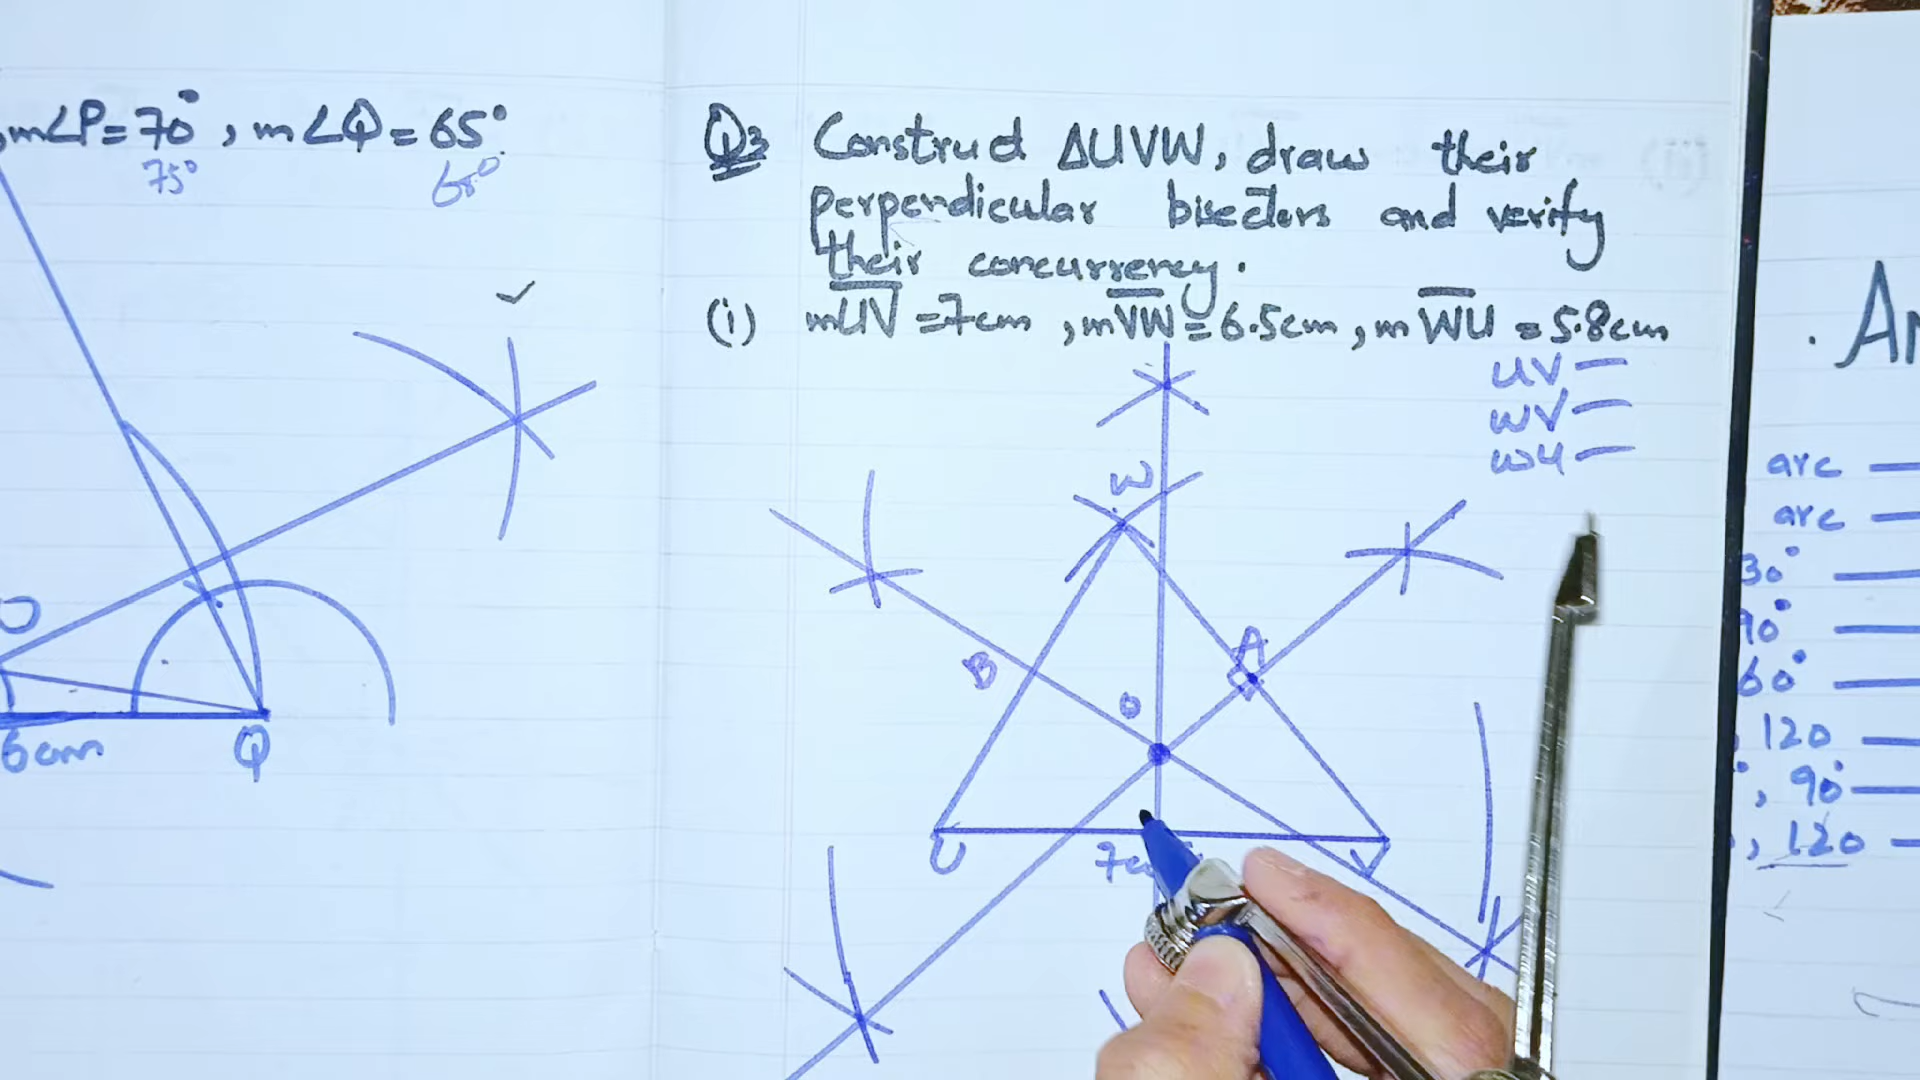 , m∠P = 70°, m∠Q = 65°.
75° 65°
6cm
Q
Q3 Construct ΔUVW, draw their
perpendicular bisectors and verify
their concurrency.
(i) mUV = 7cm, mVW = 6.5cm, mWU = 5.8cm
UV —
WV —
WU —
W
B
A
O
U
V
arc —
arc —
30° —
90° —
60° —
120 —
, 90° —
, 120 —